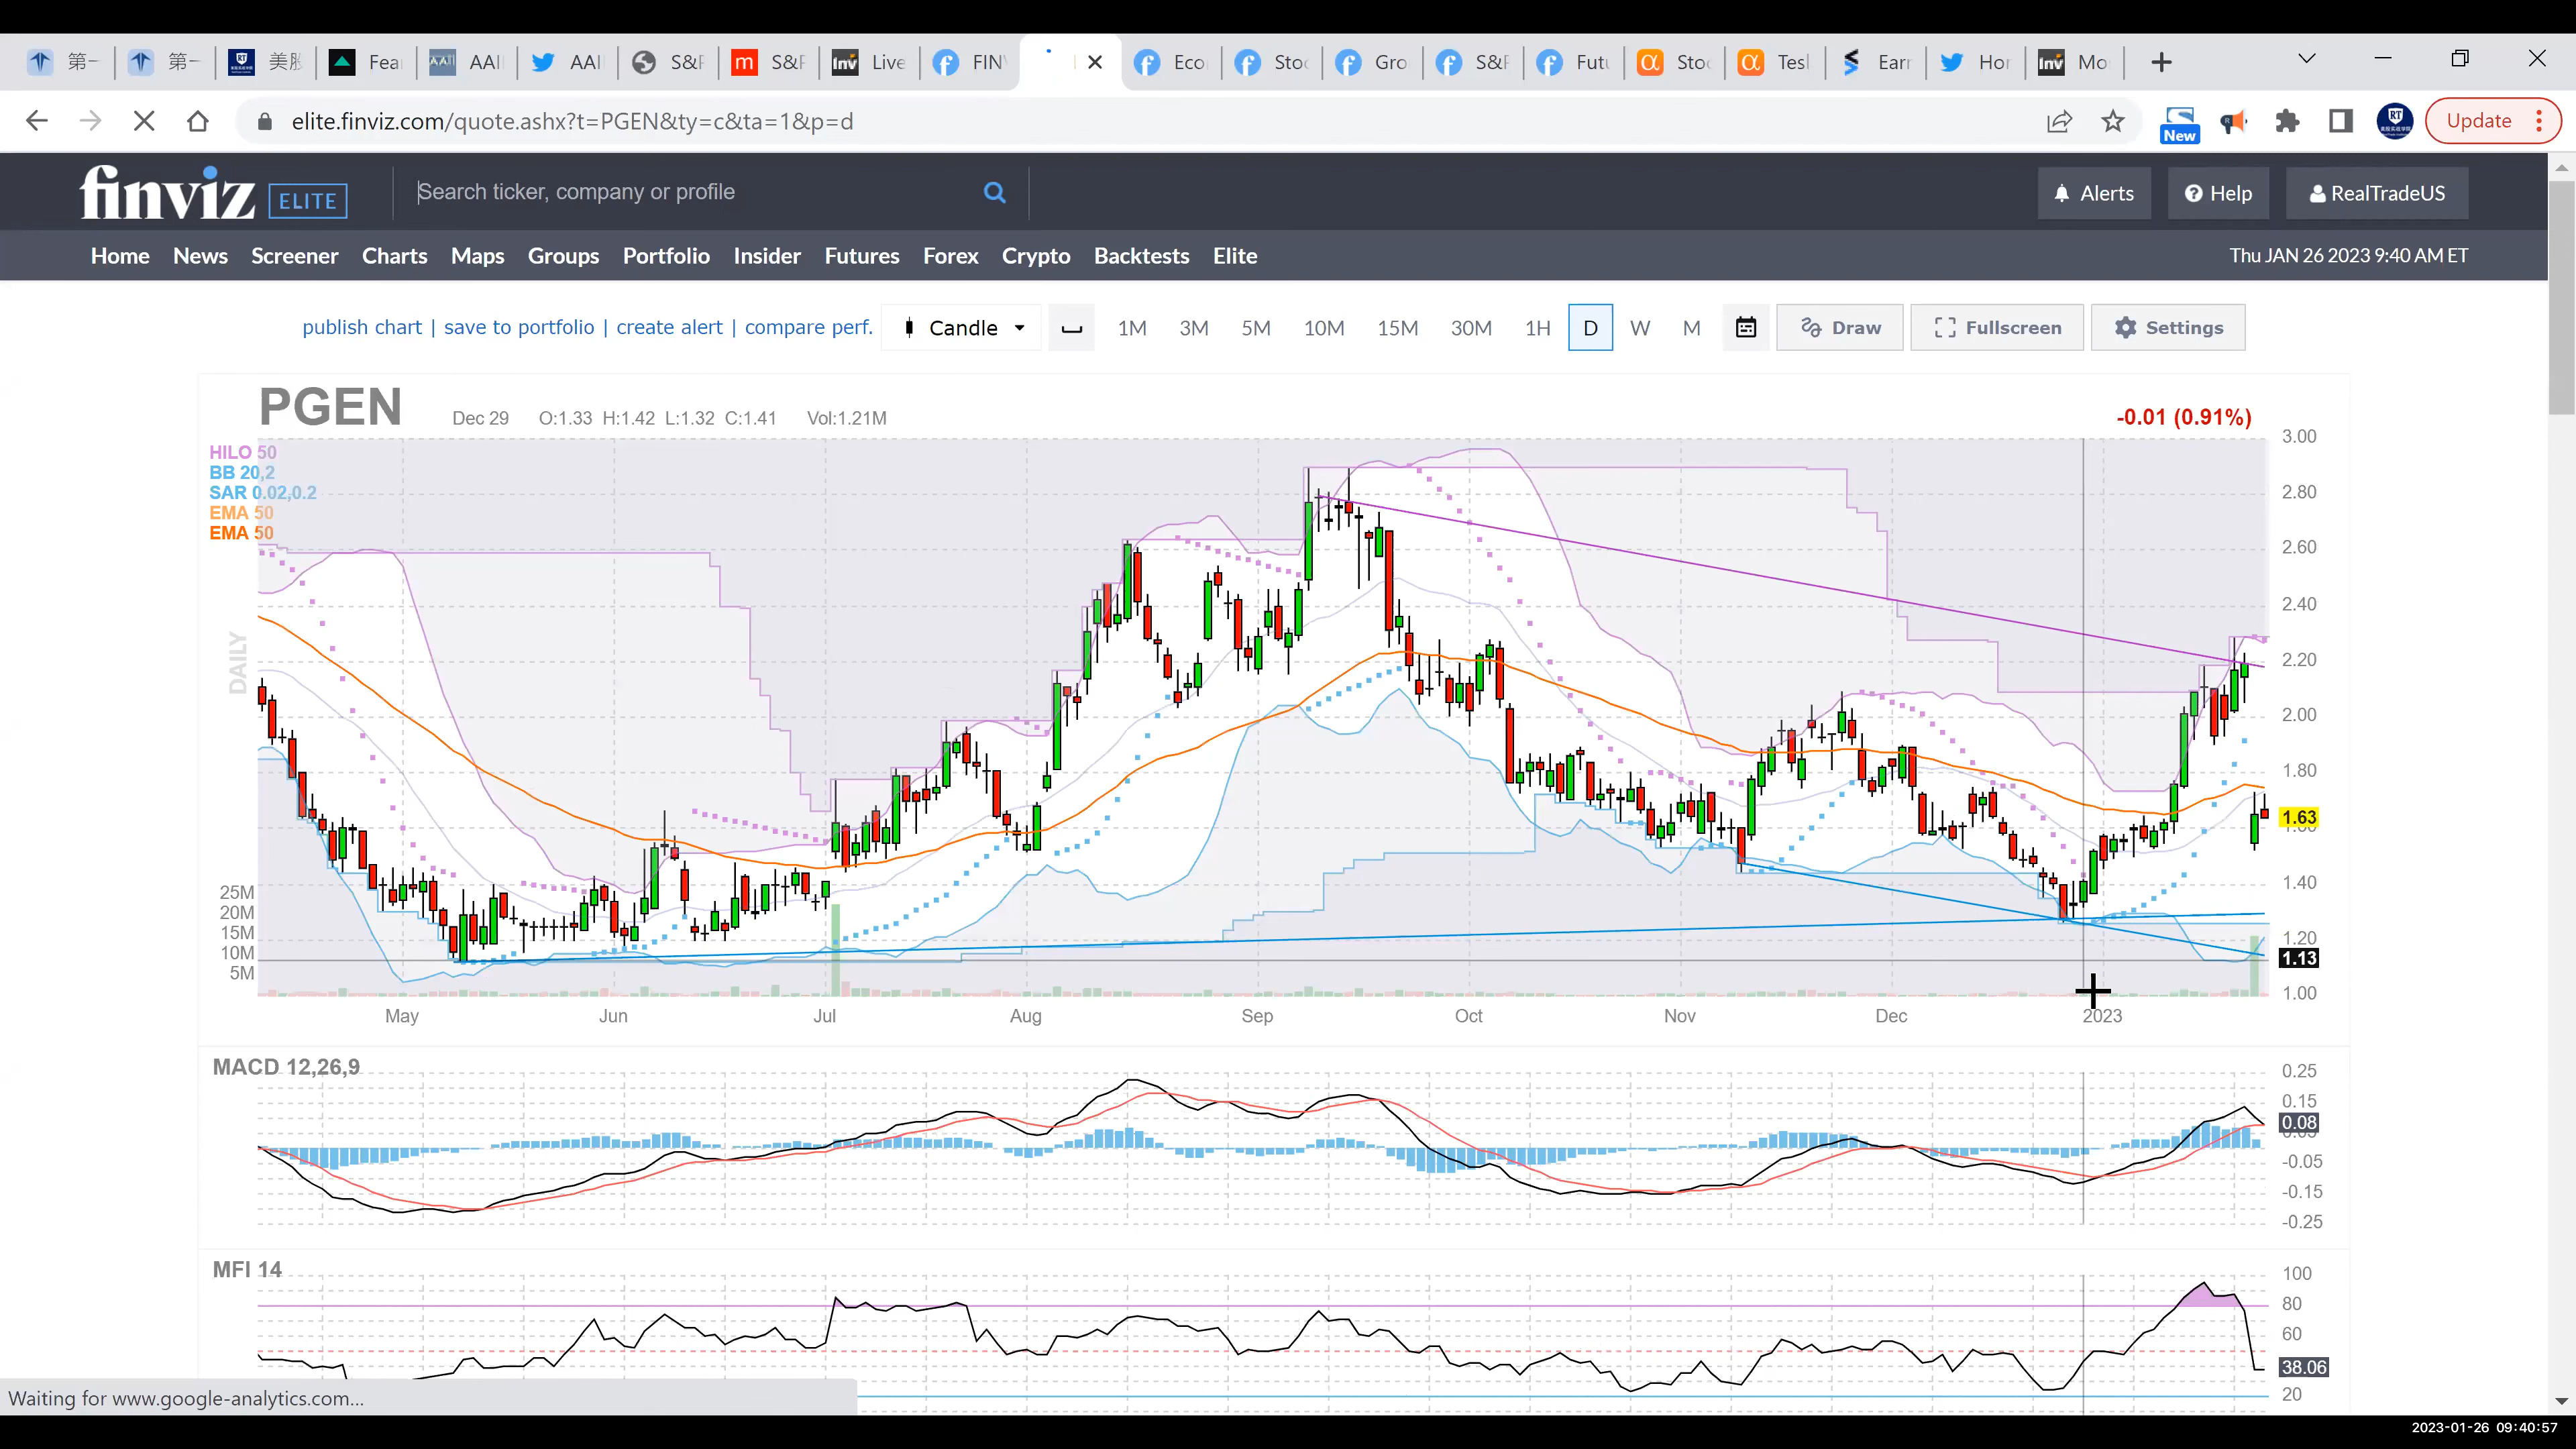 第一 第一 美股 Fear AAI AAI S&P S&P Live FIN Eco Stoc Gro S&P Futu Stoc Tesl Earn Hom Mo
elite.finviz.com/quote.ashx?t=PGEN&ty=c&ta=1&p=d
New
Update
finviz ELITE
Search ticker, company or profile
Alerts Help RealTradeUS
Home News Screener Charts Maps Groups Portfolio Insider Futures Forex Crypto Backtests Elite
Thu JAN 26 2023 9:40 AM ET
publish chart | save to portfolio | create alert | compare perf.
Candle 1M 3M 5M 10M 15M 30M 1H D W M Draw Fullscreen Settings
PGEN Dec 29 O:1.33 H:1.42 L:1.32 C:1.41 Vol:1.21M -0.01 (0.91%)
HILO 50
BB 20,2
SAR 0.02,0.2
EMA 50
EMA 50
DAILY
3.00
2.80
2.60
2.40
2.20
2.00
1.80
1.63
1.60
1.40
1.20
1.13
1.00
25M
20M
15M
10M
5M
May Jun Jul Aug Sep Oct Nov Dec 2023
MACD 12,26,9
0.25
0.15
0.08
-0.05
-0.15
-0.25
MFI 14
100
80
60
38.06
20
Waiting for www.google-analytics.com...
2023-01-26 09:40:57